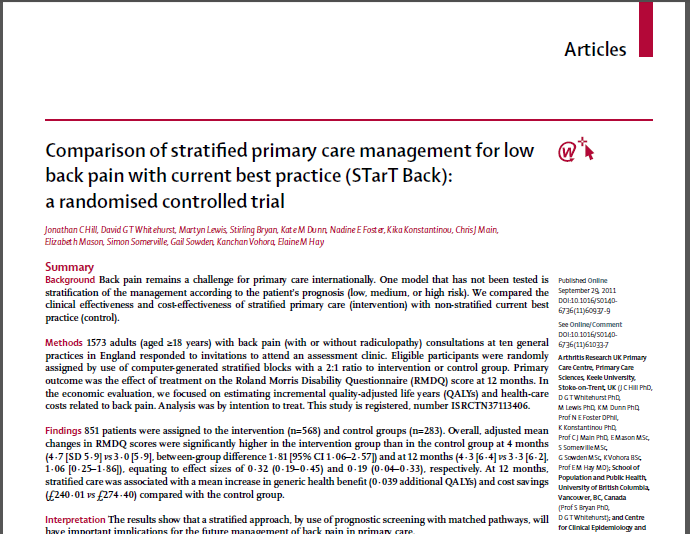 Articles
Comparison of stratified primary care management for low
back pain with current best practice (STarT Back):
a randomised controlled trial
Jonathan C Hill, David G T Whitehurst, Martyn Lewis, Stirling Bryan, Kate M Dunn, Nadine E Foster, Kika Konstantinou, Chris J Main,
Elizabeth Mason, Simon Somerville, Gail Sowden, Kanchan Vohora, Elaine M Hay
Summary
Background Back pain remains a challenge for primary care internationally. One model that has not been tested is
stratification of the management according to the patient's prognosis (low, medium, or high risk). We compared the
clinical effectiveness and cost-effectiveness of stratified primary care (intervention) with non-stratified current best
practice (control).
Methods 1573 adults (aged ≥18 years) with back pain (with or without radiculopathy) consultations at ten general
practices in England responded to invitations to attend an assessment clinic. Eligible participants were randomly
assigned by use of computer-generated stratified blocks with a 2:1 ratio to intervention or control group. Primary
outcome was the effect of treatment on the Roland Morris Disability Questionnaire (RMDQ) score at 12 months. In
the economic evaluation, we focused on estimating incremental quality-adjusted life years (QALYs) and health-care
costs related to back pain. Analysis was by intention to treat. This study is registered, number ISRCTN37113406.
Findings 851 patients were assigned to the intervention (n=568) and control groups (n=283). Overall, adjusted mean
changes in RMDQ scores were significantly higher in the intervention group than in the control group at 4 months
(4·7 [SD 5·9] vs 3·0 [5·9], between-group difference 1·81 [95% CI 1·06–2·57]) and at 12 months (4·3 [6·4] vs 3·3 [6·2],
1·06 [0·25–1·86]), equating to effect sizes of 0·32 (0·19–0·45) and 0·19 (0·04–0·33), respectively. At 12 months,
stratified care was associated with a mean increase in generic health benefit (0·039 additional QALYs) and cost savings
(£240·01 vs £274·40) compared with the control group.
Interpretation The results show that a stratified approach, by use of prognostic screening with matched pathways, will
have important implications for the future management of back pain in primary care.
Published Online
September 29, 2011
DOI:10.1016/S0140-
6736(11)60937-9
See Online/Comment
DOI:10.1016/S0140-
6736(11)61033-7
Arthritis Research UK Primary
Care Centre, Primary Care
Sciences, Keele University,
Stoke-on-Trent, UK (J C Hill PhD,
D G T Whitehurst PhD,
M Lewis PhD, K M Dunn PhD,
Prof N E Foster DPhil,
K Konstantinou PhD,
Prof C J Main PhD, E Mason MSc,
S Somerville MSc,
G Sowden MSc, K Vohora BSc,
Prof E M Hay MD); School of
Population and Public Health,
University of British Columbia,
Vancouver, BC, Canada
(Prof S Bryan PhD,
D G T Whitehurst); and Centre
for Clinical Epidemiology and